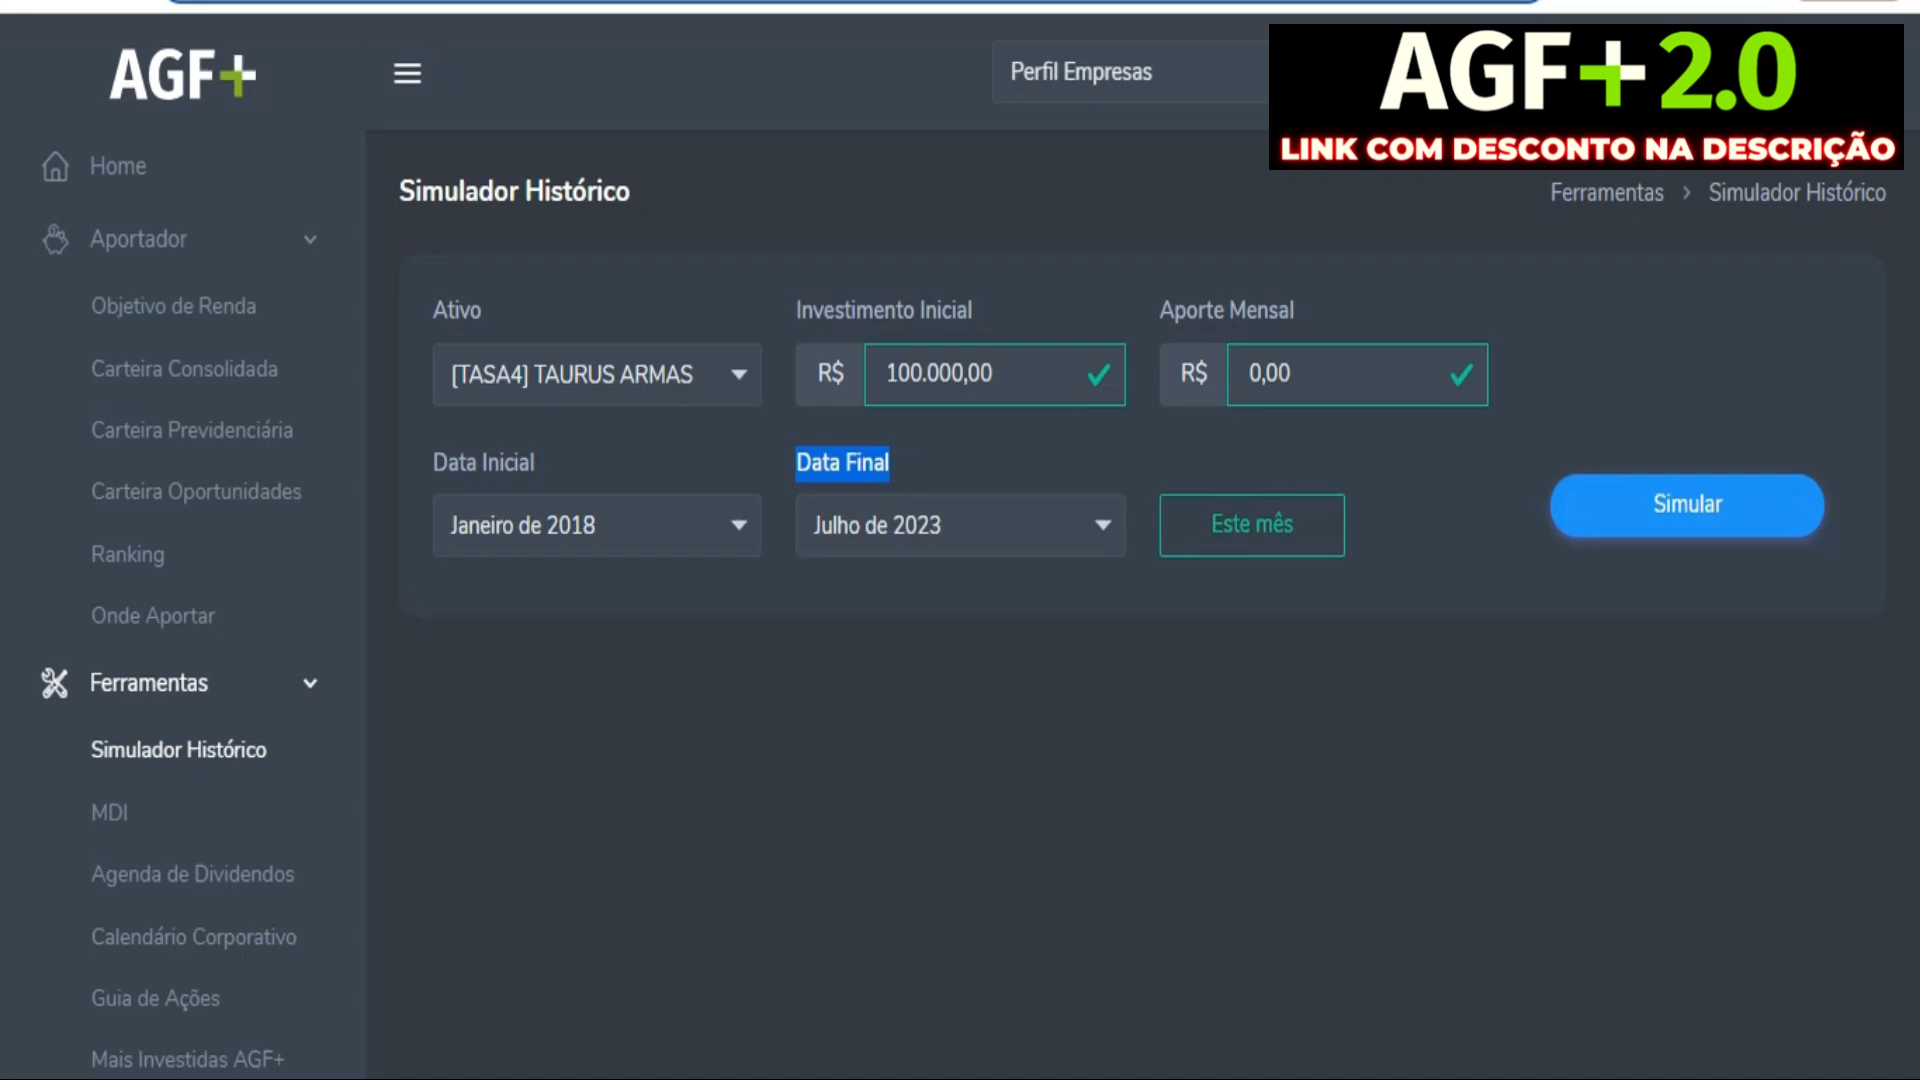 AGF+
Perfil Empresas
AGF+2.0
LINK COM DESCONTO NA DESCRIÇÃO
Home
Simulador Histórico
Ferramentas > Simulador Histórico
Aportador
Objetivo de Renda
Ativo
Investimento Inicial
Aporte Mensal
Carteira Consolidada
[TASA4] TAURUS ARMAS
R$ 100.000,00
R$ 0,00
Carteira Previdenciária
Data Inicial
Data Final
Carteira Oportunidades
Janeiro de 2018
Julho de 2023
Este mês
Simular
Ranking
Onde Aportar
Ferramentas
Simulador Histórico
MDI
Agenda de Dividendos
Calendário Corporativo
Guia de Ações
Mais Investidas AGF+